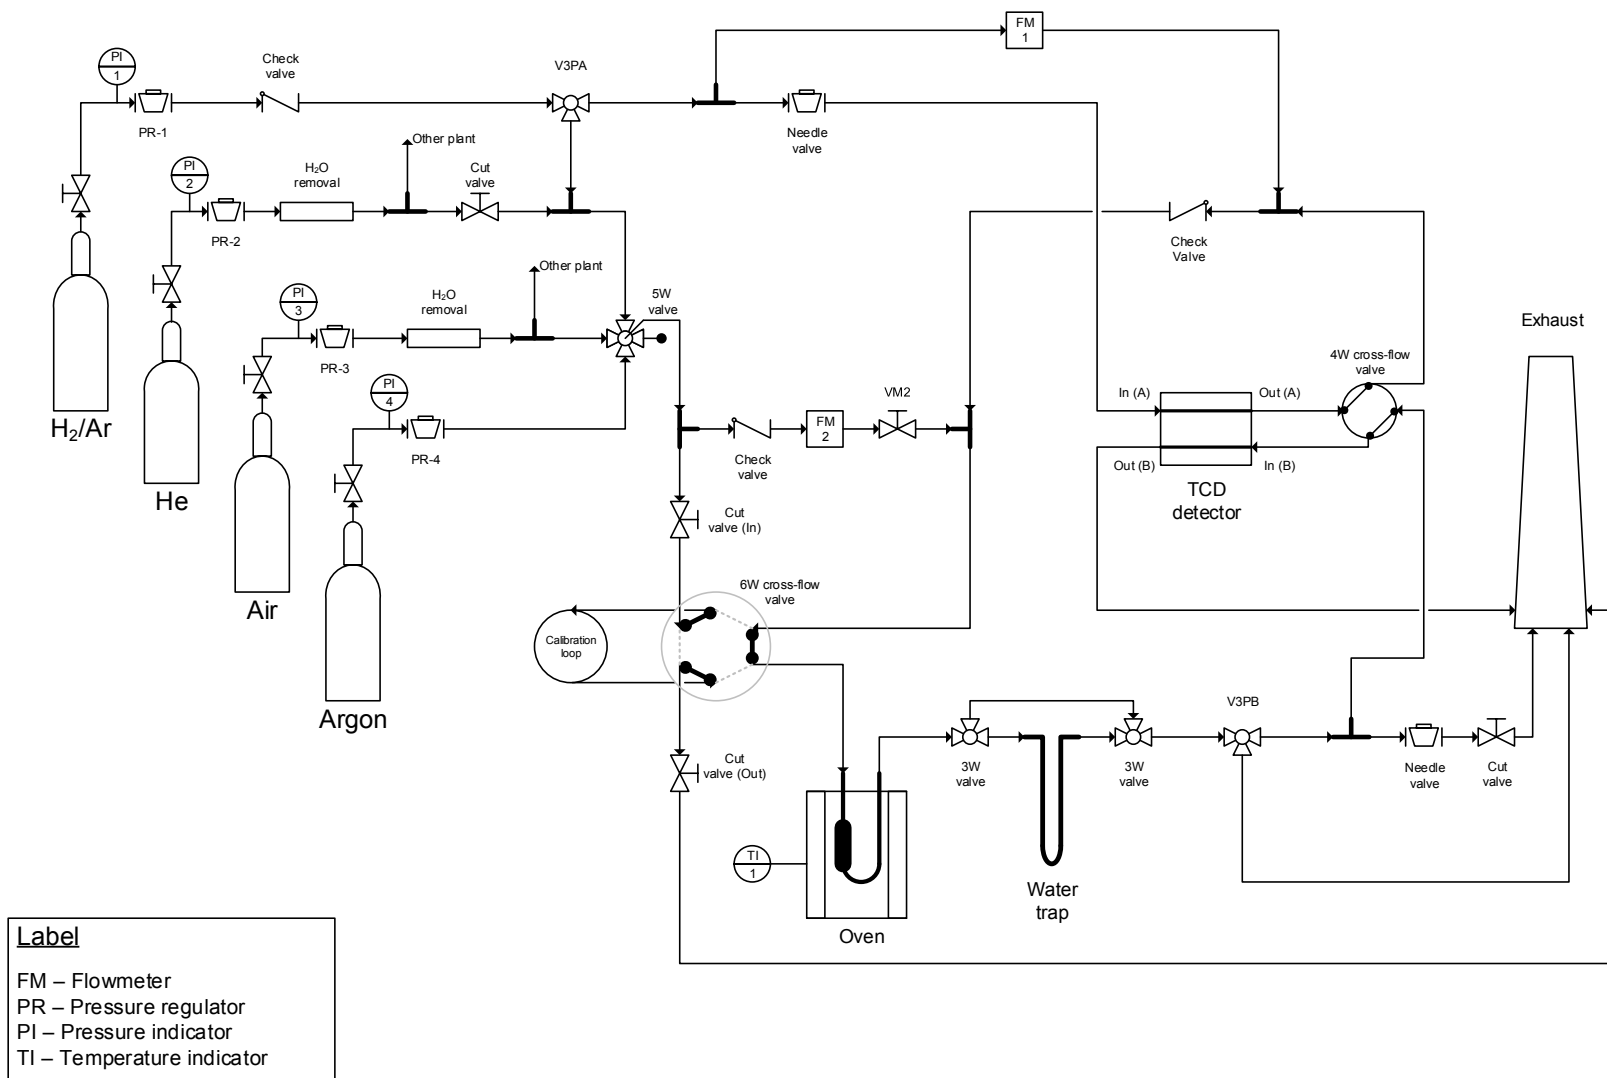 FM
1
PI
1
Check
valve
V3PA
PR-1
Needle
valve
Other plant
PI
2
H₂O
removal
Cut
valve
PR-2
Check
Valve
Other plant
PI
3
H₂O
removal
5W
valve
Exhaust
PR-3
4W cross-flow
valve
PI
4
VM2
In (A)
Out (A)
H₂/Ar
PR-4
FM
2
Check
valve
Out (B)
In (B)
TCD
detector
He
Cut
valve (In)
Air
6W cross-flow
valve
Calibration
loop
Argon
V3PB
Cut
valve (Out)
3W
valve
3W
valve
Needle
valve
Cut
valve
TI
1
Water
trap
Oven
Label
FM – Flowmeter
PR – Pressure regulator
PI – Pressure indicator
TI – Temperature indicator